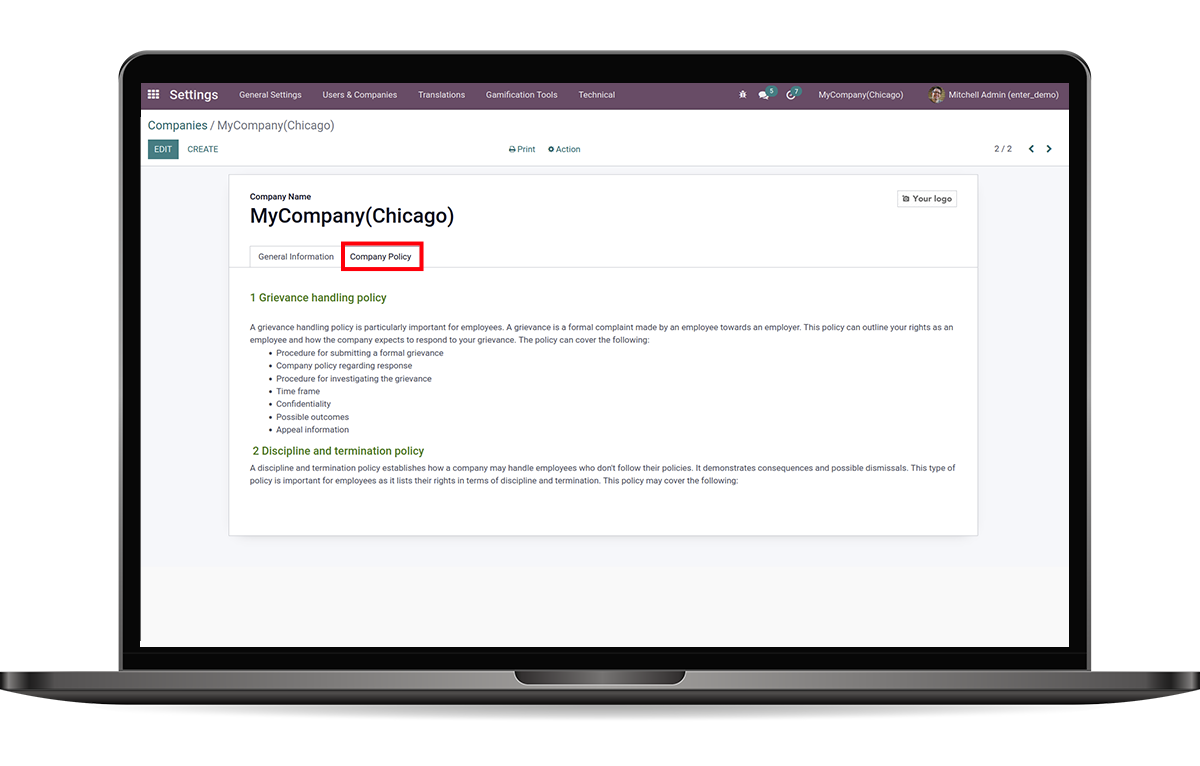 Settings General Settings Users & Companies Translations Gamification Tools Technical 5 7 MyCompany(Chicago) Mitchell Admin (enter_demo)
Companies / MyCompany(Chicago)
EDIT CREATE Print Action 2 / 2
Company Name
Your logo
MyCompany(Chicago)
General Information Company Policy
1 Grievance handling policy
A grievance handling policy is particularly important for employees. A grievance is a formal complaint made by an employee towards an employer. This policy can outline your rights as an
employee and how the company expects to respond to your grievance. The policy can cover the following:
• Procedure for submitting a formal grievance
• Company policy regarding response
• Procedure for investigating the grievance
• Time frame
• Confidentiality
• Possible outcomes
• Appeal information
2 Discipline and termination policy
A discipline and termination policy establishes how a company may handle employees who don't follow their policies. It demonstrates consequences and possible dismissals. This type of
policy is important for employees as it lists their rights in terms of discipline and termination. This policy may cover the following: